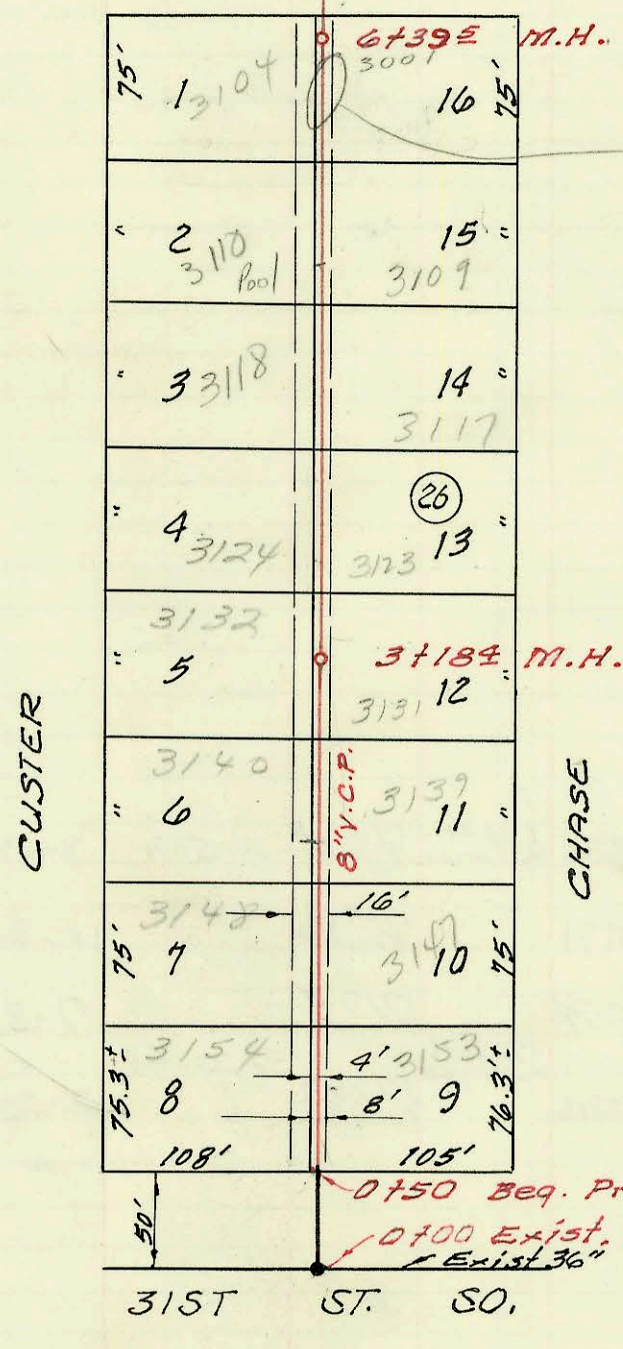 6+39⁵ M.H.
75' 1 3104 3001 16 75'
" 2 3110 Pool 15 "
3109
" 3 3118 14 "
3117
26
" 4 3124 3123 13 "
3132
3+18⁴ M.H.
" 5 3131 12 "
3140
" 6 8" V.C.P. 3139 11 "
CUSTER
CHASE
3148 16'
75' 7 3147 10 75'
3154 4' 3153
75.3'± 8 8' 9 76.3'±
108' 105'
0+50 Beg. Pr
50'
0+00 Exist.
Exist 36"
31ST ST. SO.